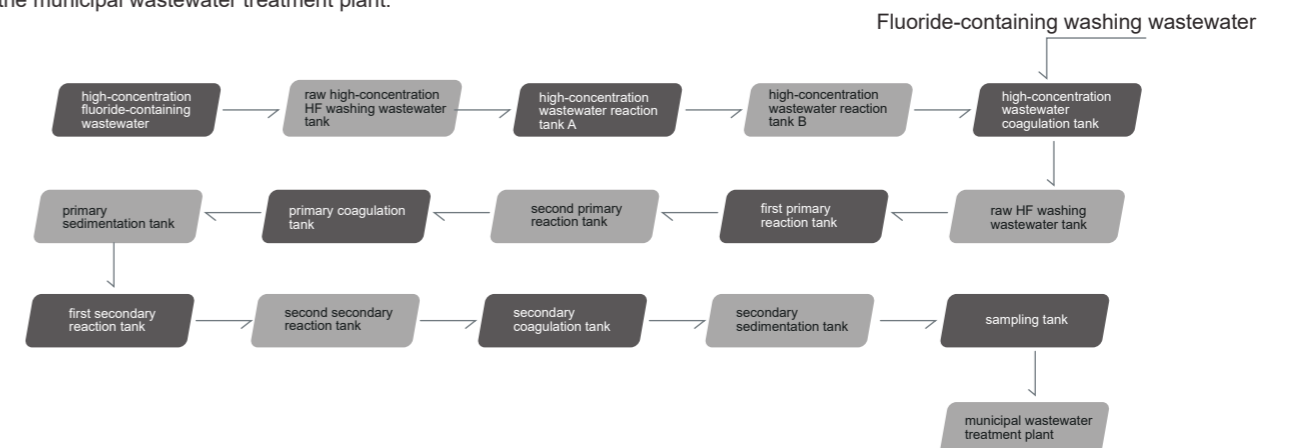 the municipal wastewater treatment plant.
Fluoride-containing washing wastewater
high-concentration
fluoride-containing
wastewater
raw high-concentration
HF washing wastewater
tank
high-concentration
wastewater reaction
tank A
high-concentration
wastewater reaction
tank B
high-concentration
wastewater
coagulation tank
primary
sedimentation tank
primary coagulation
tank
second primary
reaction tank
first primary
reaction tank
raw HF washing
wastewater tank
first secondary
reaction tank
second secondary
reaction tank
secondary
coagulation tank
secondary
sedimentation tank
sampling tank
municipal wastewater
treatment plant